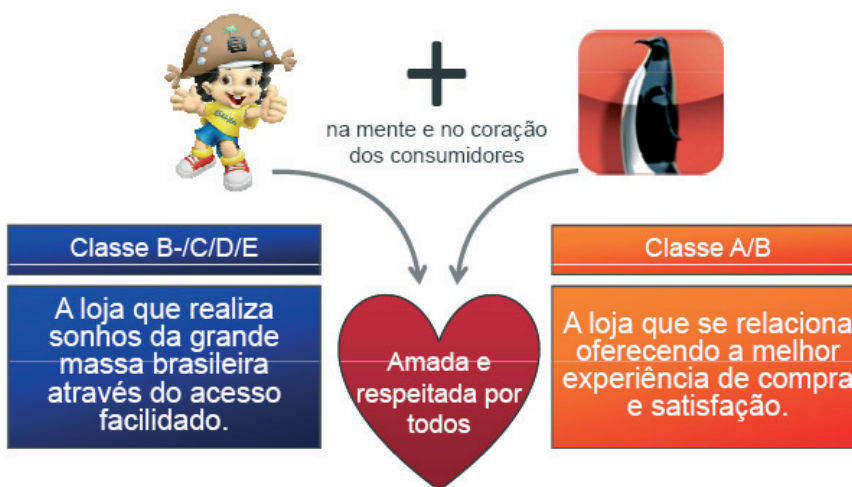 +
na mente e no coração
dos consumidores
Classe B-/C/D/E
A loja que realiza
sonhos da grande
massa brasileira
através do acesso
facilidado.
Amada e
respeitada por
todos
Classe A/B
A loja que se relaciona
oferecendo a melhor
experiência de compra
e satisfação.